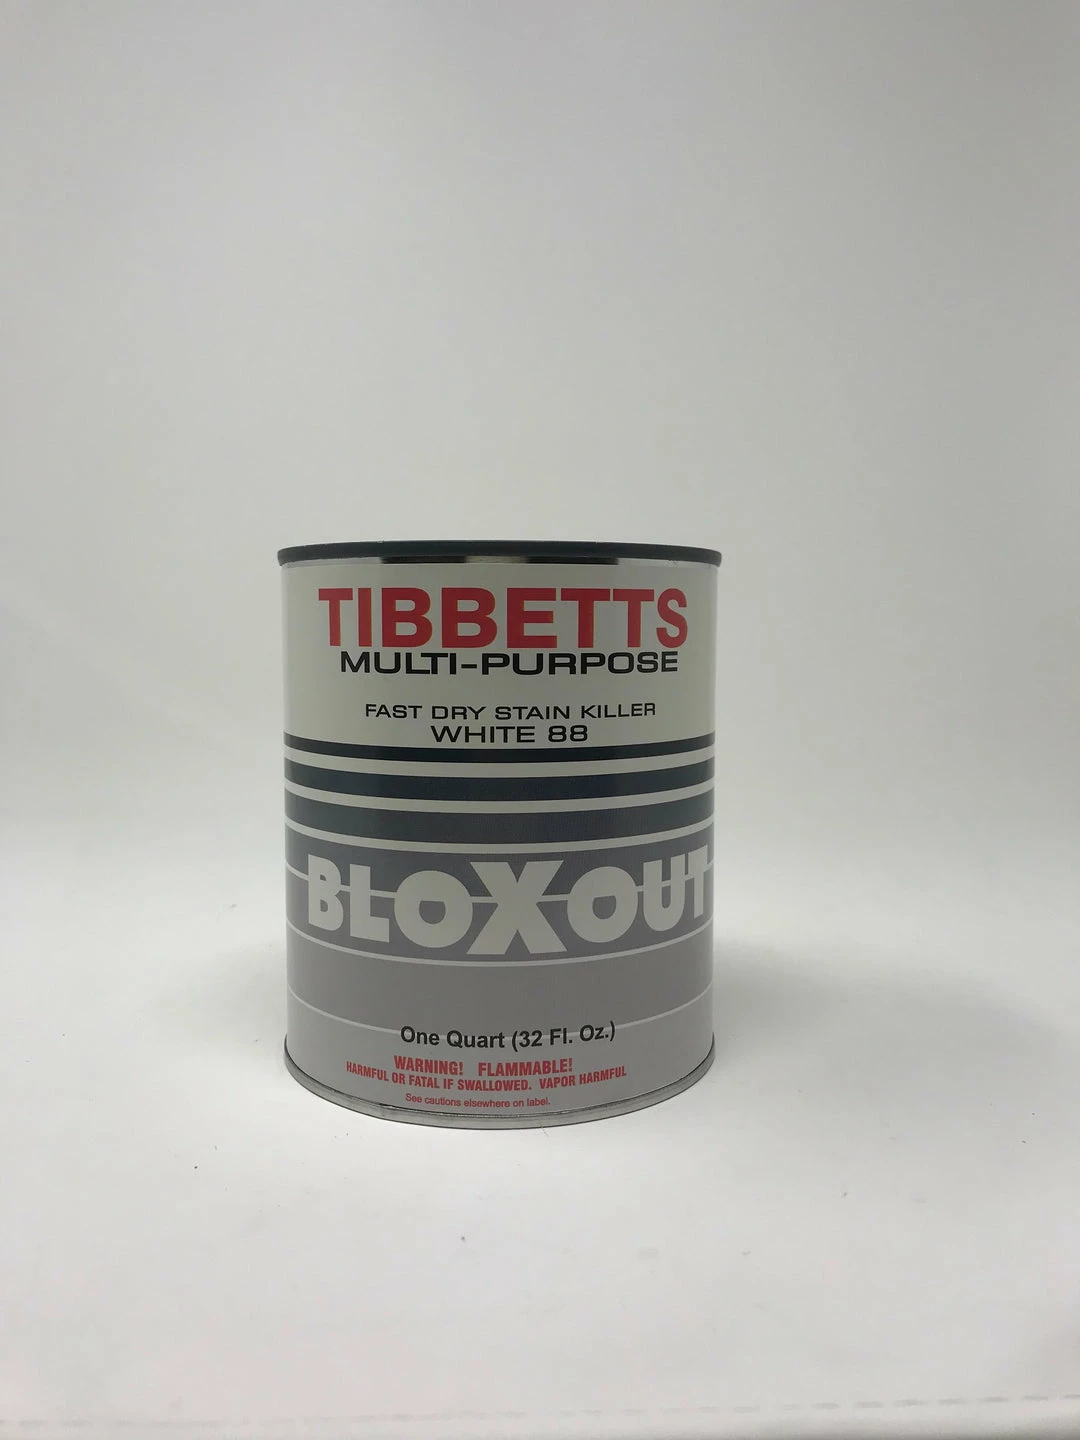 TIBBETTS
MULTI-PURPOSE
FAST DRY STAIN KILLER
WHITE 88
BLOXOUT
One Quart (32 Fl. Oz.)
WARNING! FLAMMABLE!
HARMFUL OR FATAL IF SWALLOWED. VAPOR HARMFUL
See cautions elsewhere on label.